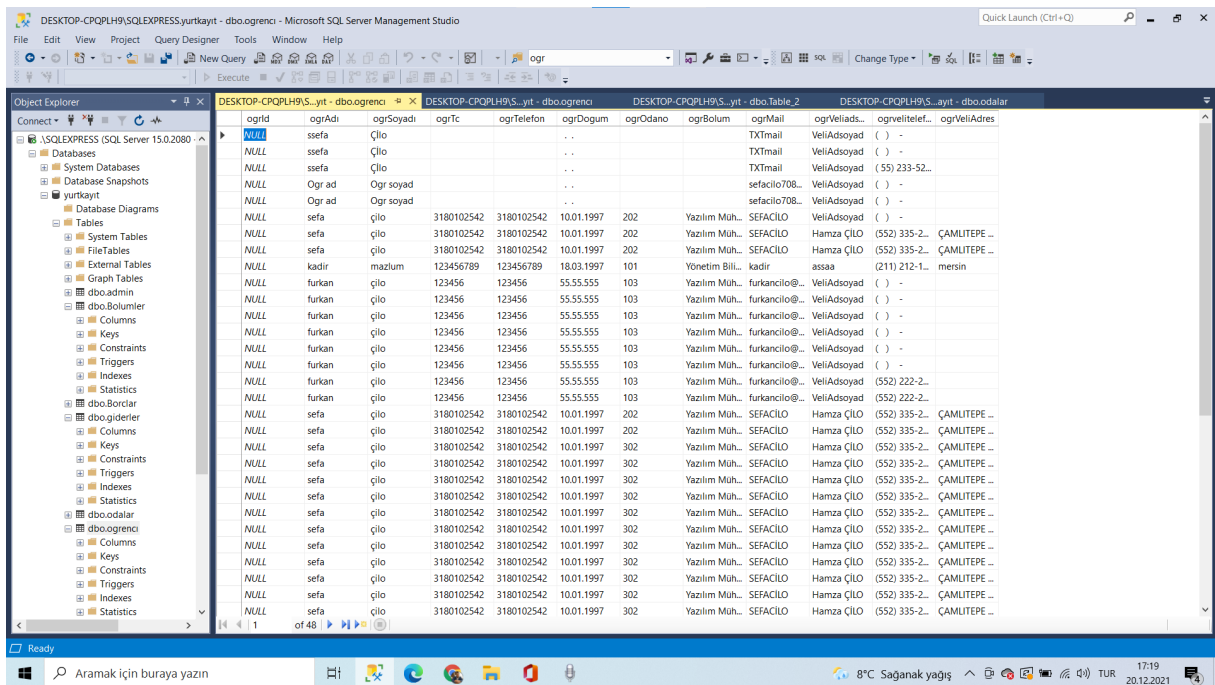 DESKTOP-CPQPLH9\SQLEXPRESS.yurtkayıt - dbo.ogrencı - Microsoft SQL Server Management Studio
Quick Launch (Ctrl+Q)
File Edit View Project Query Designer Tools Window Help
New Query ogr Change Type
Execute
Object Explorer
DESKTOP-CPQPLH9\S...yıt - dbo.ogrencı DESKTOP-CPQPLH9\S...yıt - dbo.ogrencı DESKTOP-CPQPLH9\S...yıt - dbo.Table_2 DESKTOP-CPQPLH9\S...ayıt - dbo.odalar
Connect
.\SQLEXPRESS (SQL Server 15.0.2080 -
Databases
System Databases
Database Snapshots
yurtkayıt
Database Diagrams
Tables
System Tables
FileTables
External Tables
Graph Tables
dbo.admin
dbo.Bolumler
Columns
Keys
Constraints
Triggers
Indexes
Statistics
dbo.Borclar
dbo.giderler
Columns
Keys
Constraints
Triggers
Indexes
Statistics
dbo.odalar
dbo.ogrencı
Columns
Keys
Constraints
Triggers
Indexes
Statistics
ogrId ogrAdı ogrSoyadı ogrTc ogrTelefon ogrDogum ogrOdano ogrBolum ogrMail ogrVeliads... ogrvelitelef... ogrVeliAdres
NULL ssefa Çİlo . . TXTmail VeliAdsoyad ( ) -
NULL ssefa Çİlo . . TXTmail VeliAdsoyad ( ) -
NULL ssefa Çİlo . . TXTmail VeliAdsoyad ( 55) 233-52...
NULL Ogr ad Ogr soyad . . sefacilo708... VeliAdsoyad ( ) -
NULL Ogr ad Ogr soyad . . sefacilo708... VeliAdsoyad ( ) -
NULL sefa çilo 3180102542 3180102542 10.01.1997 202 Yazılım Müh... SEFACİLO VeliAdsoyad ( ) -
NULL sefa çilo 3180102542 3180102542 10.01.1997 202 Yazılım Müh... SEFACİLO Hamza ÇİLO (552) 335-2... ÇAMLITEPE ...
NULL sefa çilo 3180102542 3180102542 10.01.1997 202 Yazılım Müh... SEFACİLO Hamza ÇİLO (552) 335-2... ÇAMLITEPE ...
NULL kadir mazlum 123456789 123456789 18.03.1997 101 Yönetim Bili... kadir assaa (211) 212-1... mersin
NULL furkan çilo 123456 123456 55.55.555 103 Yazılım Müh... furkancilo@... VeliAdsoyad ( ) -
NULL furkan çilo 123456 123456 55.55.555 103 Yazılım Müh... furkancilo@... VeliAdsoyad ( ) -
NULL furkan çilo 123456 123456 55.55.555 103 Yazılım Müh... furkancilo@... VeliAdsoyad ( ) -
NULL furkan çilo 123456 123456 55.55.555 103 Yazılım Müh... furkancilo@... VeliAdsoyad ( ) -
NULL furkan çilo 123456 123456 55.55.555 103 Yazılım Müh... furkancilo@... VeliAdsoyad ( ) -
NULL furkan çilo 123456 123456 55.55.555 103 Yazılım Müh... furkancilo@... VeliAdsoyad ( ) -
NULL furkan çilo 123456 123456 55.55.555 103 Yazılım Müh... furkancilo@... VeliAdsoyad (552) 222-2...
NULL furkan çilo 123456 123456 55.55.555 103 Yazılım Müh... furkancilo@... VeliAdsoyad (552) 222-2...
NULL sefa çilo 3180102542 3180102542 10.01.1997 202 Yazılım Müh... SEFACİLO Hamza ÇİLO (552) 335-2... ÇAMLITEPE ...
NULL sefa çilo 3180102542 3180102542 10.01.1997 202 Yazılım Müh... SEFACİLO Hamza ÇİLO (552) 335-2... ÇAMLITEPE ...
NULL sefa çilo 3180102542 3180102542 10.01.1997 302 Yazılım Müh... SEFACİLO Hamza ÇİLO (552) 335-2... ÇAMLITEPE ...
NULL sefa çilo 3180102542 3180102542 10.01.1997 302 Yazılım Müh... SEFACİLO Hamza ÇİLO (552) 335-2... ÇAMLITEPE ...
NULL sefa çilo 3180102542 3180102542 10.01.1997 302 Yazılım Müh... SEFACİLO Hamza ÇİLO (552) 335-2... ÇAMLITEPE ...
NULL sefa çilo 3180102542 3180102542 10.01.1997 302 Yazılım Müh... SEFACİLO Hamza ÇİLO (552) 335-2... ÇAMLITEPE ...
NULL sefa çilo 3180102542 3180102542 10.01.1997 302 Yazılım Müh... SEFACİLO Hamza ÇİLO (552) 335-2... ÇAMLITEPE ...
NULL sefa çilo 3180102542 3180102542 10.01.1997 302 Yazılım Müh... SEFACİLO Hamza ÇİLO (552) 335-2... ÇAMLITEPE ...
NULL sefa çilo 3180102542 3180102542 10.01.1997 302 Yazılım Müh... SEFACİLO Hamza ÇİLO (552) 335-2... ÇAMLITEPE ...
NULL sefa çilo 3180102542 3180102542 10.01.1997 302 Yazılım Müh... SEFACİLO Hamza ÇİLO (552) 335-2... ÇAMLITEPE ...
NULL sefa çilo 3180102542 3180102542 10.01.1997 302 Yazılım Müh... SEFACİLO Hamza ÇİLO (552) 335-2... ÇAMLITEPE ...
NULL sefa çilo 3180102542 3180102542 10.01.1997 302 Yazılım Müh... SEFACİLO Hamza ÇİLO (552) 335-2... ÇAMLITEPE ...
NULL sefa çilo 3180102542 3180102542 10.01.1997 302 Yazılım Müh... SEFACİLO Hamza ÇİLO (552) 335-2... ÇAMLITEPE ...
1 of 48
Ready
Aramak için buraya yazın
8°C Sağanak yağış TUR 17:19
20.12.2021
4